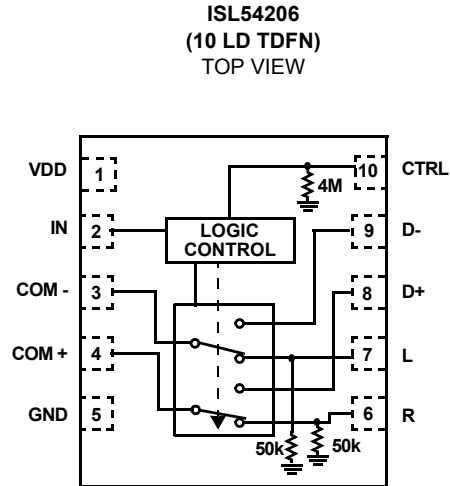 ISL54206
(10 LD TDFN)
TOP VIEW
VDD 1 10 CTRL
4M
IN 2 LOGIC CONTROL 9 D-
COM - 3 8 D+
COM + 4 7 L
GND 5 6 R
50k 50k